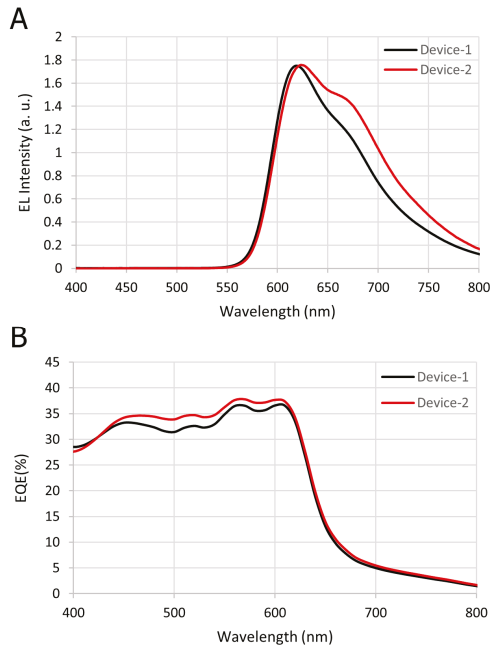 A
EL Intensity (a. u.)
2
1.8
1.6
1.4
1.2
1
0.8
0.6
0.4
0.2
0
Device-1
Device-2
400 450 500 550 600 650 700 750 800
Wavelength (nm)
B
EQE(%)
45
40
35
30
25
20
15
10
5
0
Device-1
Device-2
400 500 600 700 800
Wavelength (nm)